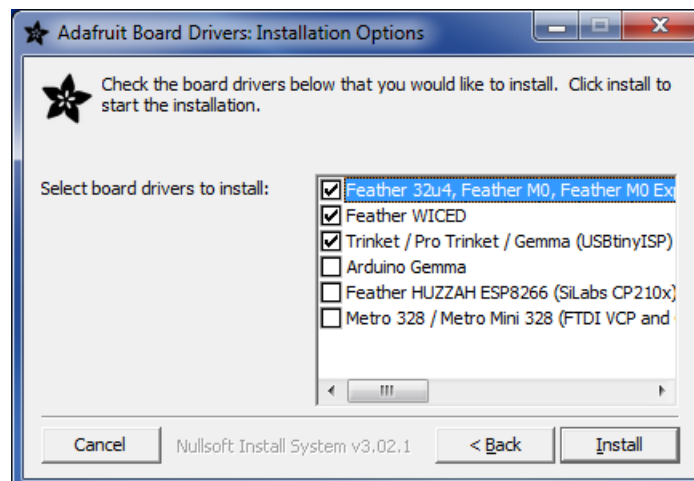 Adafruit Board Drivers: Installation Options
Check the board drivers below that you would like to install. Click install to
start the installation.
Select board drivers to install:
Feather 32u4, Feather M0, Feather M0
Feather WICED
Trinket / Pro Trinket / Gemma (USBtinyISP)
Arduino Gemma
Feather HUZZAH ESP8266 (SiLabs CP210x)
Metro 328 / Metro Mini 328 (FTDI VCP and
Cancel
Nullsoft Install System v3.02.1
< Back
Install